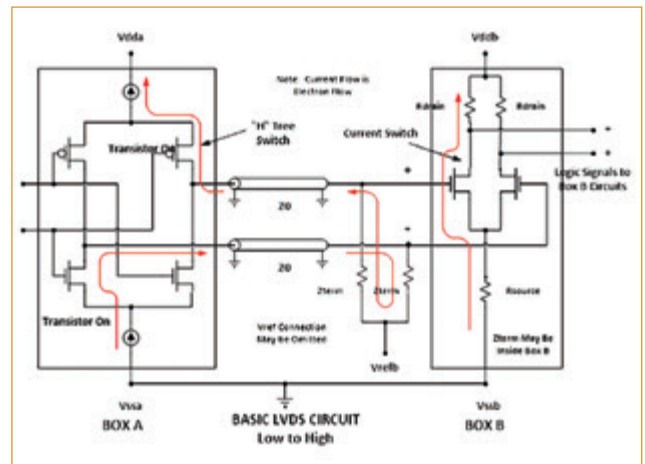 Vdda
Vddb
Note: Current Flow is
Electron Flow
"H" Tree
Switch
Transistor On
Rdrain
Rdrain
Current Switch
+
-
Logic Signals to
Box B Circuits
+
Z0
-
Z0
Zterm
Zterm
Rsource
Transistor On
Vref Connection
May be Omitted
Vrefb
Zterm May Be
Inside Box B
Vssa
Vssb
BOX A
BASIC LVDS CIRCUIT
BOX B
Low to High